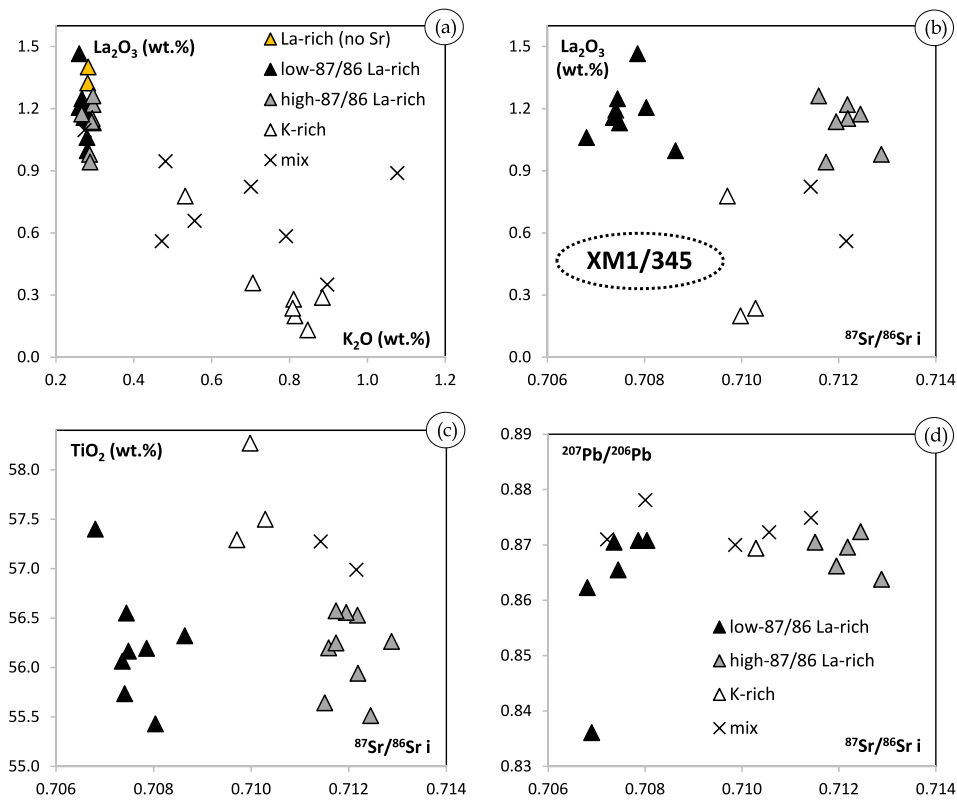 (a)
La₂O₃ (wt.%)
La-rich (no Sr)
low-87/86 La-rich
high-87/86 La-rich
K-rich
mix
1.5
1.2
0.9
0.6
0.3
0.0
K₂O (wt.%)
0.2 0.4 0.6 0.8 1.0 1.2
(b)
La₂O₃
(wt.%)
1.5
1.2
0.9
0.6
0.3
0.0
XM1/345
⁸⁷Sr/⁸⁶Sr i
0.706 0.708 0.710 0.712 0.714
(c)
TiO₂ (wt.%)
58.0
57.5
57.0
56.5
56.0
55.5
55.0
⁸⁷Sr/⁸⁶Sr i
0.706 0.708 0.710 0.712 0.714
(d)
²⁰⁷Pb/²⁰⁶Pb
0.89
0.88
0.87
0.86
0.85
0.84
0.83
low-87/86 La-rich
high-87/86 La-rich
K-rich
mix
⁸⁷Sr/⁸⁶Sr i
0.706 0.708 0.710 0.712 0.714